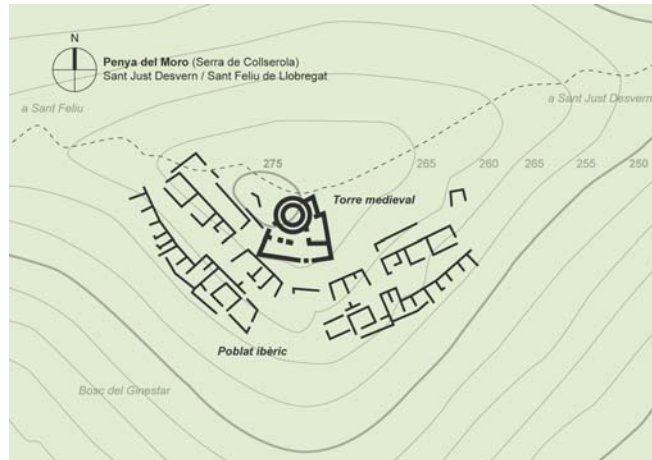 N
Penya del Moro (Serra de Collserola)
Sant Just Desvern / Sant Feliu de Llobregat
a Sant Feliu
a Sant Just Desvern
275
265
260
265
255
250
Torre medieval
Poblat ibèric
Bosc del Ginestar